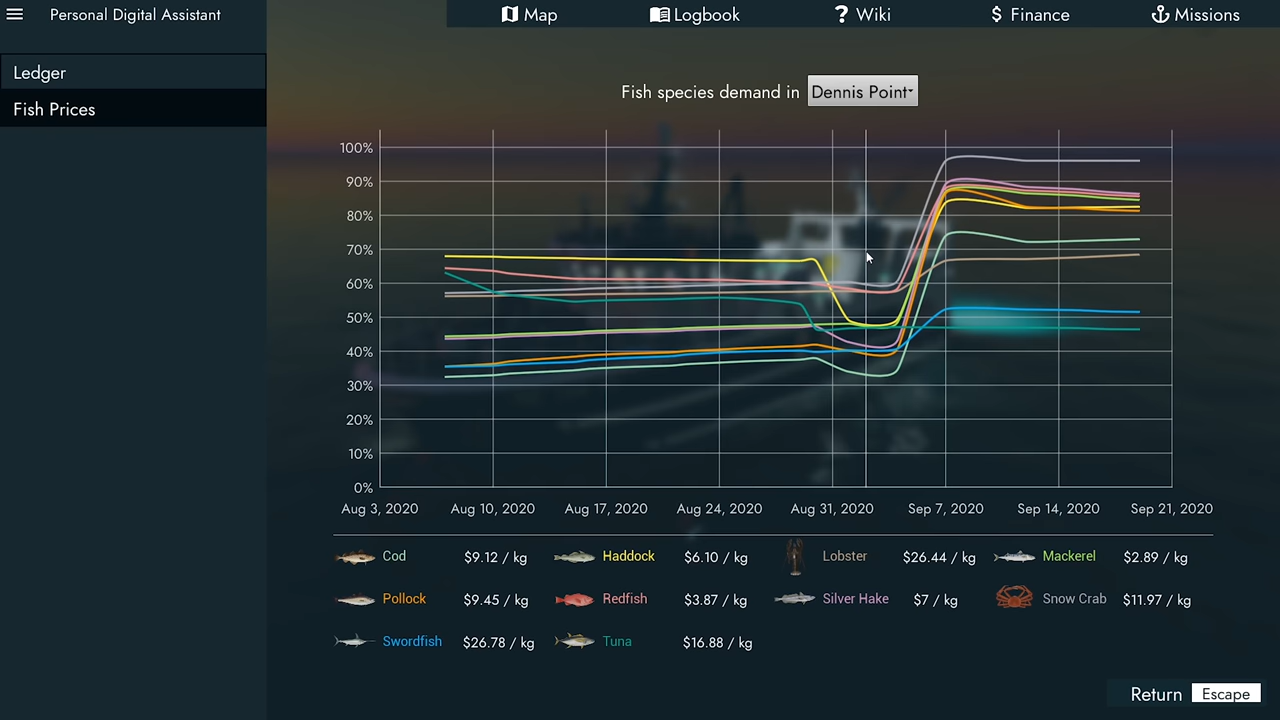 Personal Digital Assistant
Map
Logbook
Wiki
$ Finance
Missions
Ledger
Fish Prices
Fish species demand in Dennis Point
100%
90%
80%
70%
60%
50%
40%
30%
20%
10%
0%
Aug 3, 2020 Aug 10, 2020 Aug 17, 2020 Aug 24, 2020 Aug 31, 2020 Sep 7, 2020 Sep 14, 2020 Sep 21, 2020
Cod $9.12 / kg Haddock $6.10 / kg Lobster $26.44 / kg Mackerel $2.89 / kg
Pollock $9.45 / kg Redfish $3.87 / kg Silver Hake $7 / kg Snow Crab $11.97 / kg
Swordfish $26.78 / kg Tuna $16.88 / kg
Return Escape